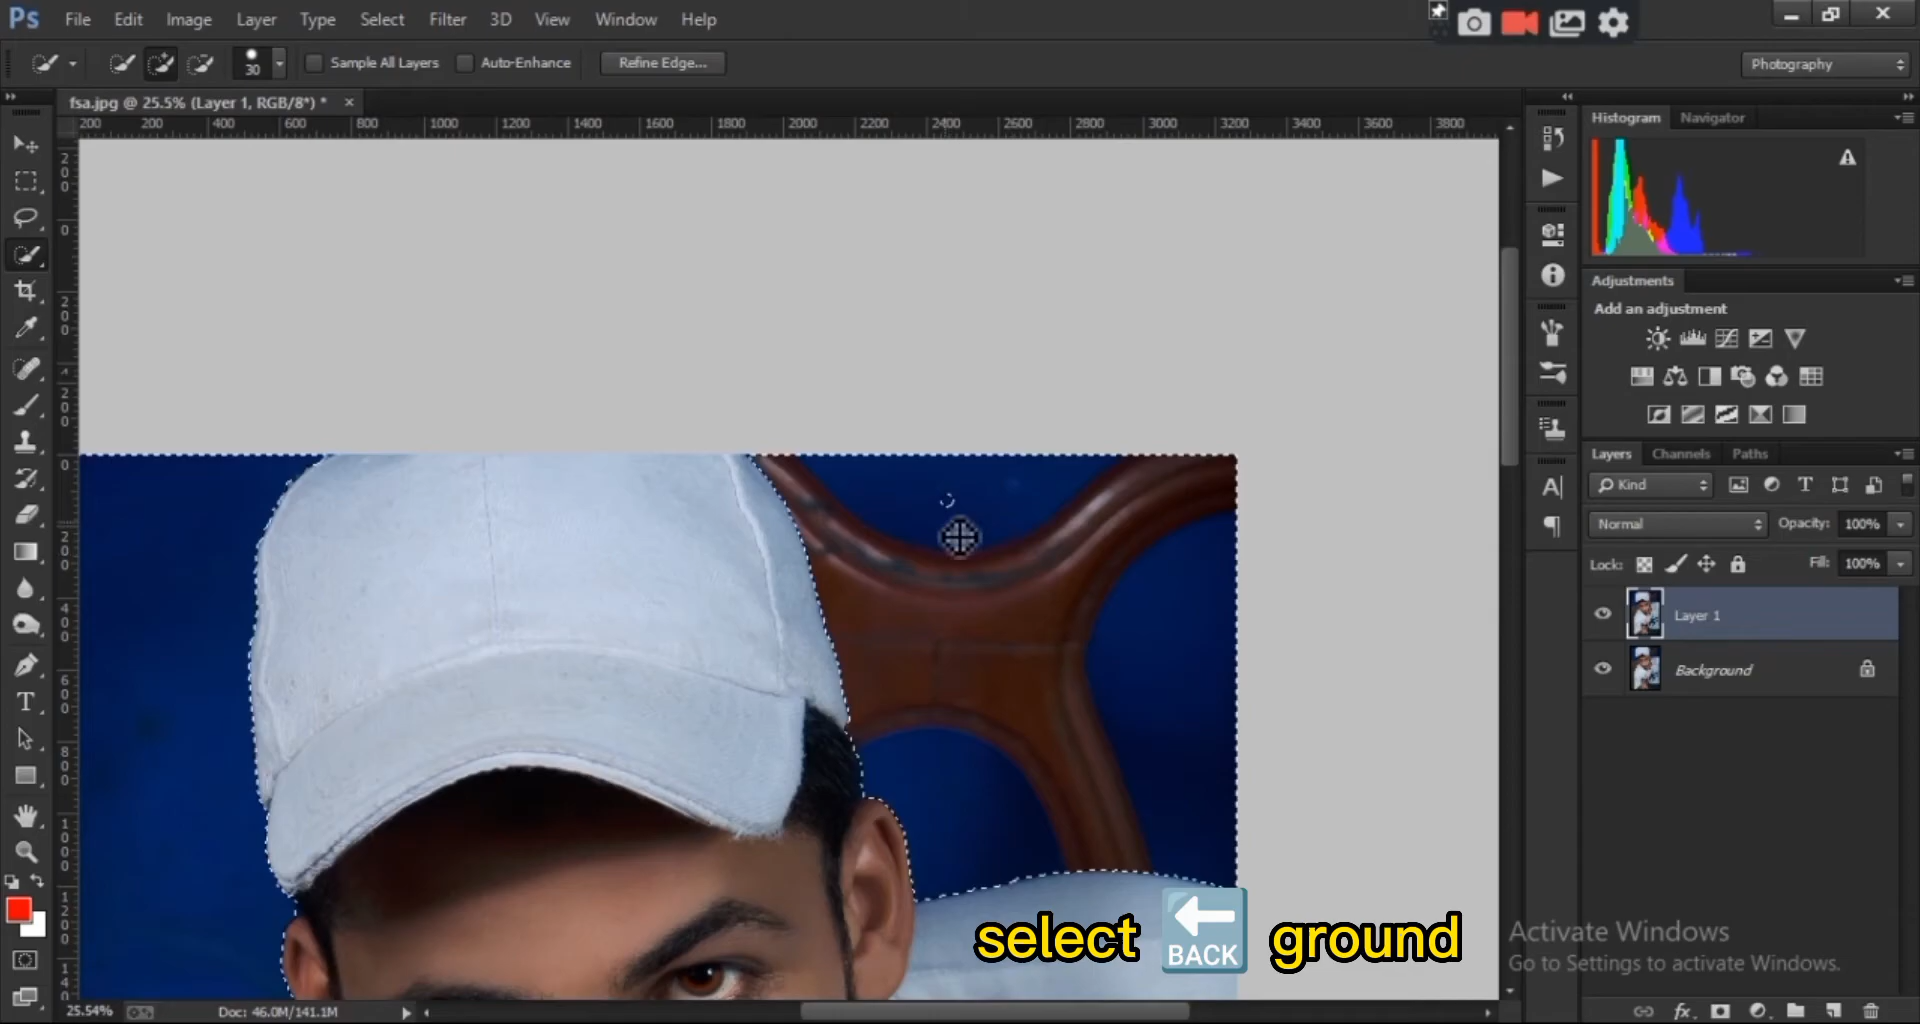 Ps File Edit Image Layer Type Select Filter 3D View Window Help
30 Sample All Layers Auto-Enhance Refine Edge... Photography
fsa.jpg @ 25.5% (Layer 1, RGB/8*) * ×
200 200 400 600 800 1000 1200 1400 1600 1800 2000 2200 2400 2600 2800 3000 3200 3400 3600 3800
Histogram Navigator
Adjustments
Add an adjustment
Layers Channels Paths
Kind
Normal Opacity: 100%
Lock: Fill: 100%
Layer 1
Background
select BACK ground
Activate Windows
Go to Settings to activate Windows.
25.54% Doc: 46.0M/141.1M